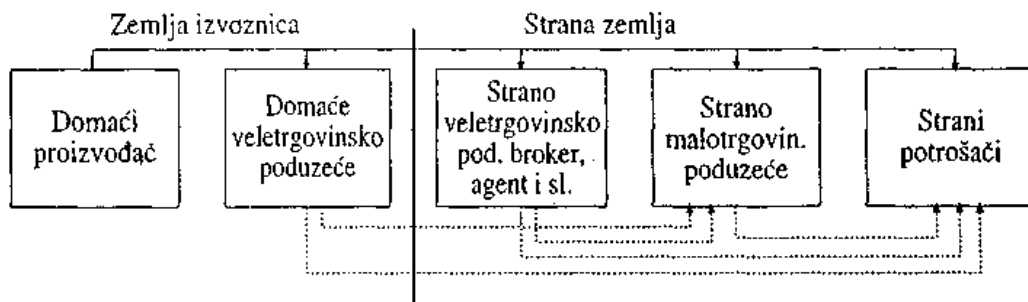 Zemlja izvoznica
Strana zemlja
Domaći
proizvođač
Domaće
veletrgovinsko
poduzeće
Strano
veletrgovinsko
pod. broker,
agent i sl.
Strano
malotrgovin.
poduzeće
Strani
potrošači